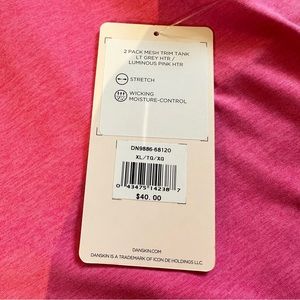 2 PACK MESH TRIM TANK
LT GREY HTR /
LUMINOUS PINK HTR
STRETCH
WICKING
MOISTURE-CONTROL
DN9886-68120
XL/TG/XG
0 43475 14238 7
$40.00
DANSKIN.COM
DANSKIN IS A TRADEMARK OF ICON DE HOLDINGS LLC.